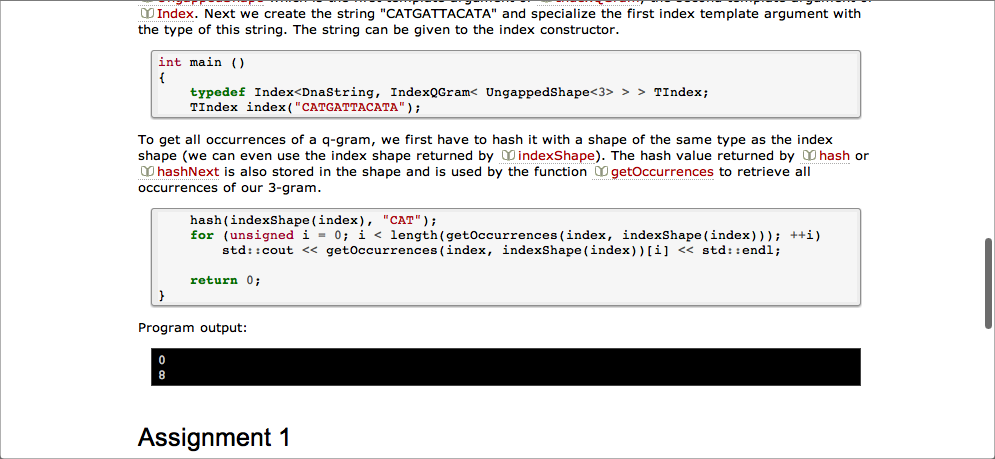 Index. Next we create the string "CATGATTACATA" and specialize the first index template argument with
the type of this string. The string can be given to the index constructor.
int main ()
{
    typedef Index<DnaString, IndexQGram< UngappedShape<3> > > TIndex;
    TIndex index("CATGATTACATA");
To get all occurrences of a q-gram, we first have to hash it with a shape of the same type as the index
shape (we can even use the index shape returned by indexShape). The hash value returned by hash or
hashNext is also stored in the shape and is used by the function getOccurrences to retrieve all
occurrences of our 3-gram.
    hash(indexShape(index), "CAT");
    for (unsigned i = 0; i < length(getOccurrences(index, indexShape(index))); ++i)
        std::cout << getOccurrences(index, indexShape(index))[i] << std::endl;
    return 0;
}
Program output:
0
8
Assignment 1